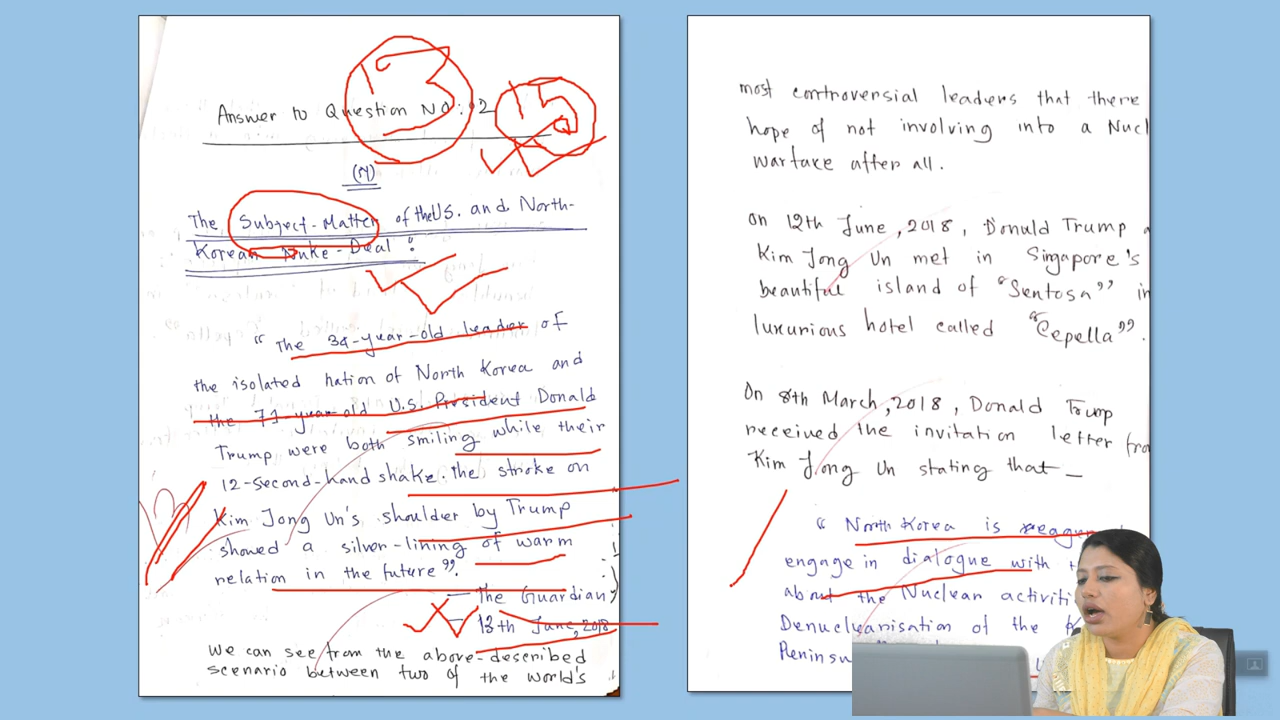 Answer to Question NO: 02
13
15
(গ)
The Subject-Matter of the U.S. and North-
Korean Nuke-Deal:
“The 34-year-old leader of
the isolated nation of North Korea and
the 71 year-old U.S. President Donald
Trump were both smiling while their
12-second-hand shake. The stroke on
Kim Jong Un's shoulder by Trump
showed a silver-lining of warm
relation in the future”.
— The Guardian
— 13th June, 2018
We can see from the above-described
scenario between two of the world's
most controversial leaders that there
hope of not involving into a Nucl
wartake after all.
On 12th June, 2018, Donald Trump a
Kim Jong Un met in Singapore's
beautiful island of “Sentosa” in
luxurious hotel called “Cepella”.
On 8th March, 2018, Donald Trump
received the invitation letter fro
Kim Jong Un stating that —
“North Korea is
engage in dialogue with
about the Nuclear activiti
Denuclearisation of the K
Peninsu